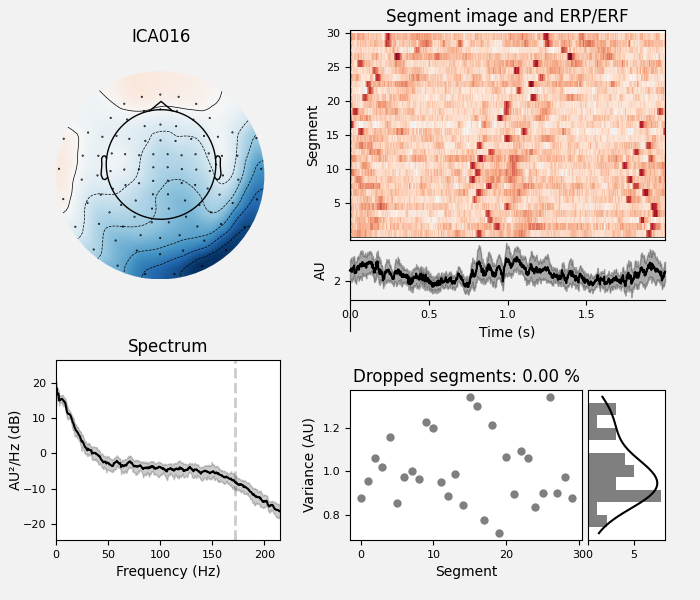 ICA016
Segment image and ERP/ERF
Segment
30
25
20
15
10
5
AU
2
0.0 0.5 1.0 1.5
Time (s)
Spectrum
AU²/Hz (dB)
20
10
0
−10
−20
0 50 100 150 200
Frequency (Hz)
Dropped segments: 0.00 %
Variance (AU)
1.2
1.0
0.8
0 10 20 30
Segment
0 5